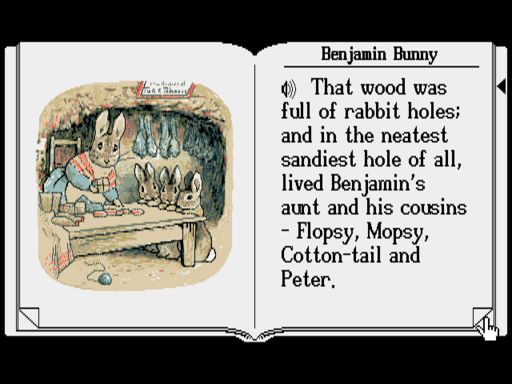 Benjamin Bunny
That wood was
full of rabbit holes;
and in the neatest
sandiest hole of all,
lived Benjamin's
aunt and his cousins
- Flopsy, Mopsy,
Cotton-tail and
Peter.